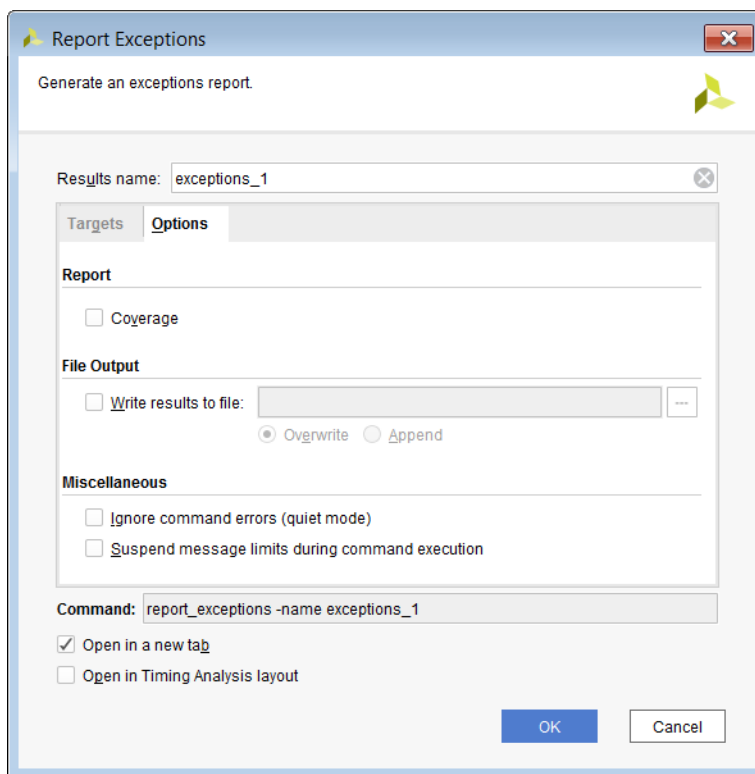 Report Exceptions
Generate an exceptions report.
Results name: exceptions_1
Targets Options
Report
Coverage
File Output
Write results to file: ...
Overwrite Append
Miscellaneous
Ignore command errors (quiet mode)
Suspend message limits during command execution
Command: report_exceptions -name exceptions_1
Open in a new tab
Open in Timing Analysis layout
OK Cancel